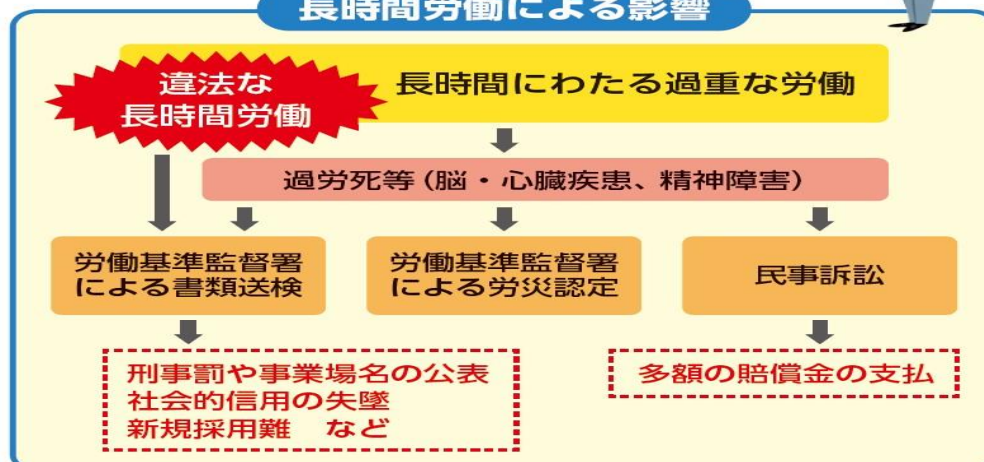 長時間労働による影響
違法な
長時間労働
長時間にわたる過重な労働
過労死等(脳・心臓疾患、精神障害)
労働基準監督署
による書類送検
労働基準監督署
による労災認定
民事訴訟
刑事罰や事業場名の公表
社会的信用の失墜
新規採用難　など
多額の賠償金の支払